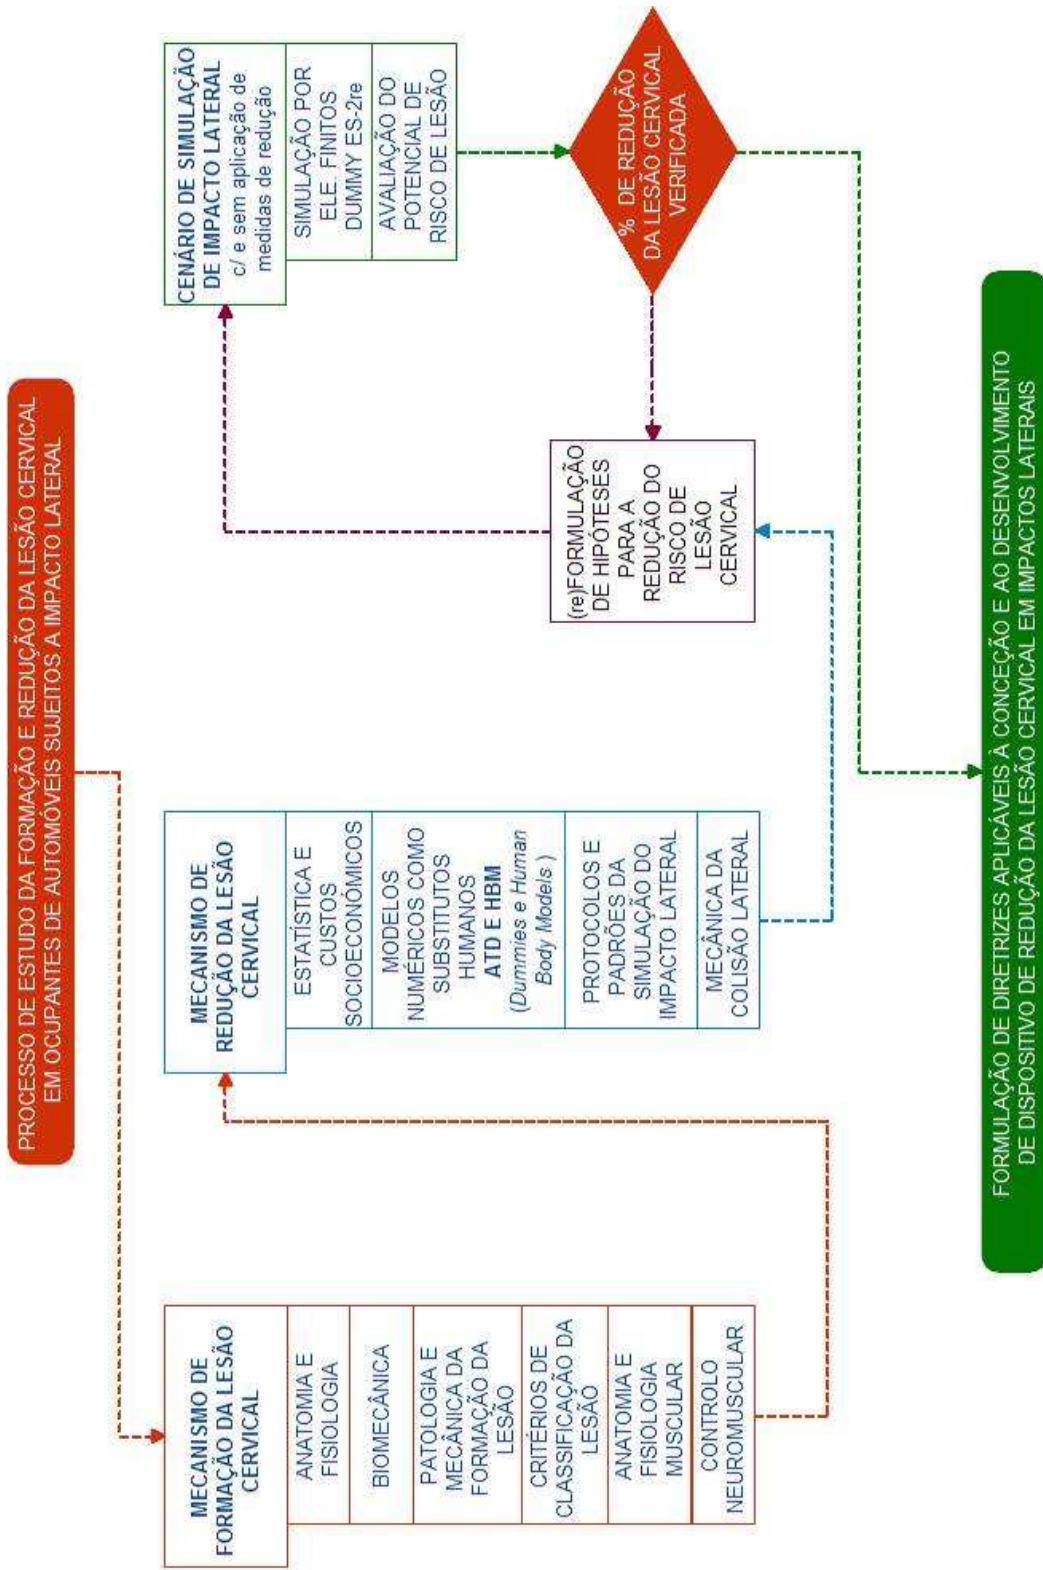 PROCESSO DE ESTUDO DA FORMAÇÃO E REDUÇÃO DA LESÃO CERVICAL
EM OCUPANTES DE AUTOMÓVEIS SUJEITOS A IMPACTO LATERAL
MECANISMO DE
FORMAÇÃO DA LESÃO
CERVICAL
ANATOMIA E
FISIOLOGIA
BIOMECÂNICA
PATOLOGIA E
MECÂNICA DA
FORMAÇÃO DA
LESÃO
CRITÉRIOS DE
CLASSIFICAÇÃO DA
LESÃO
ANATOMIA E
FISIOLOGIA
MUSCULAR
CONTROLO
NEUROMUSCULAR
MECANISMO DE
REDUÇÃO DA LESÃO
CERVICAL
ESTATÍSTICA E
CUSTOS
SOCIOECONÓMICOS
MODELOS
NUMÉRICOS COMO
SUBSTITUTOS
HUMANOS
ATD E HBM
(Dummies e Human
Body Models )
PROTOCOLOS E
PADRÕES DA
SIMULAÇÃO DO
IMPACTO LATERAL
MECÂNICA DA
COLISÃO LATERAL
(re)FORMULAÇÃO
DE HIPÓTESES
PARA A
REDUÇÃO DO
RISCO DE
LESÃO
CERVICAL
CENÁRIO DE SIMULAÇÃO
DE IMPACTO LATERAL
c/ e sem aplicação de
medidas de redução
SIMULAÇÃO POR
ELE. FINITOS
DUMMY ES-2re
AVALIAÇÃO DO
POTENCIAL DE
RISCO DE LESÃO
% DE REDUÇÃO
DA LESÃO CERVICAL
VERIFICADA
FORMULAÇÃO DE DIRETRIZES APLICÁVEIS À CONCEÇÃO E AO DESENVOLVIMENTO
DE DISPOSITIVO DE REDUÇÃO DA LESÃO CERVICAL EM IMPACTOS LATERAIS